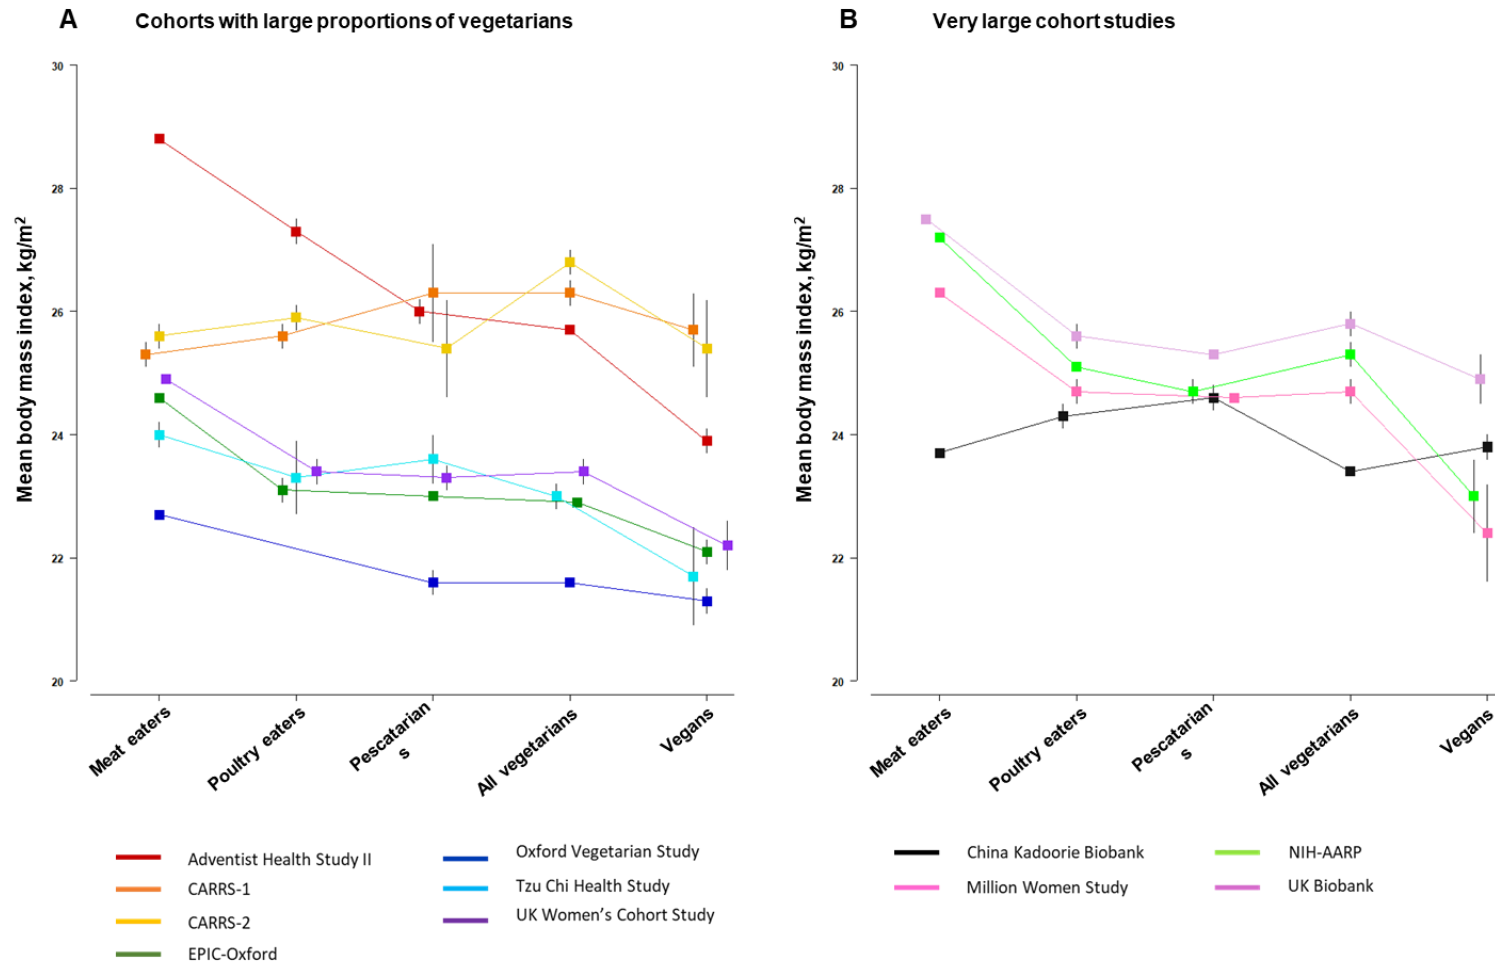 A Cohorts with large proportions of vegetarians
30
28
26
24
22
20
Mean body mass index, kg/m²
Meat eaters
Poultry eaters
Pescatarian
s
All vegetarians
Vegans
Adventist Health Study II
CARRS-1
CARRS-2
EPIC-Oxford
Oxford Vegetarian Study
Tzu Chi Health Study
UK Women's Cohort Study
B Very large cohort studies
30
28
26
24
22
20
Mean body mass index, kg/m²
Meat eaters
Poultry eaters
Pescatarian
s
All vegetarians
Vegans
China Kadoorie Biobank
Million Women Study
NIH-AARP
UK Biobank